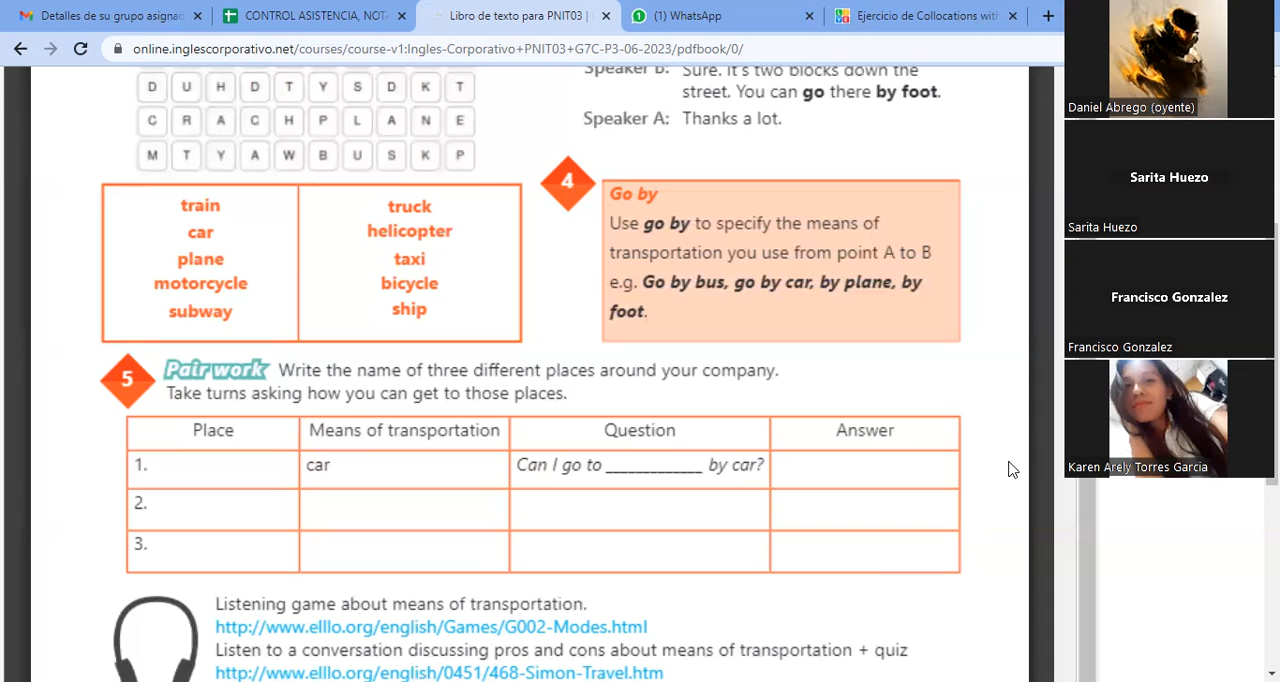 Detalles de su grupo asignac
CONTROL ASISTENCIA, NOT
Libro de texto para PNIT03 |
(1) WhatsApp
Ejercicio de Collocations with
online.inglescorporativo.net/courses/course-v1:Ingles-Corporativo+PNIT03+G7C-P3-06-2023/pdfbook/0/
D U H D T Y S D K T
C R A C H P L A N E
M T Y A W B U S K P
Speaker B: Sure. It's two blocks down the
street. You can go there by foot.
Speaker A: Thanks a lot.
train
car
plane
motorcycle
subway
truck
helicopter
taxi
bicycle
ship
4
Go by
Use go by to specify the means of
transportation you use from point A to B
e.g. Go by bus, go by car, by plane, by
foot.
5
Pair work Write the name of three different places around your company.
Take turns asking how you can get to those places.
Place Means of transportation Question Answer
1. car Can I go to ____________ by car?
2.
3.
Listening game about means of transportation.
http://www.elllo.org/english/Games/G002-Modes.html
Listen to a conversation discussing pros and cons about means of transportation + quiz
http://www.elllo.org/english/0451/468-Simon-Travel.htm
Daniel Abrego (oyente)
Sarita Huezo
Sarita Huezo
Francisco Gonzalez
Francisco Gonzalez
Karen Arely Torres Garcia